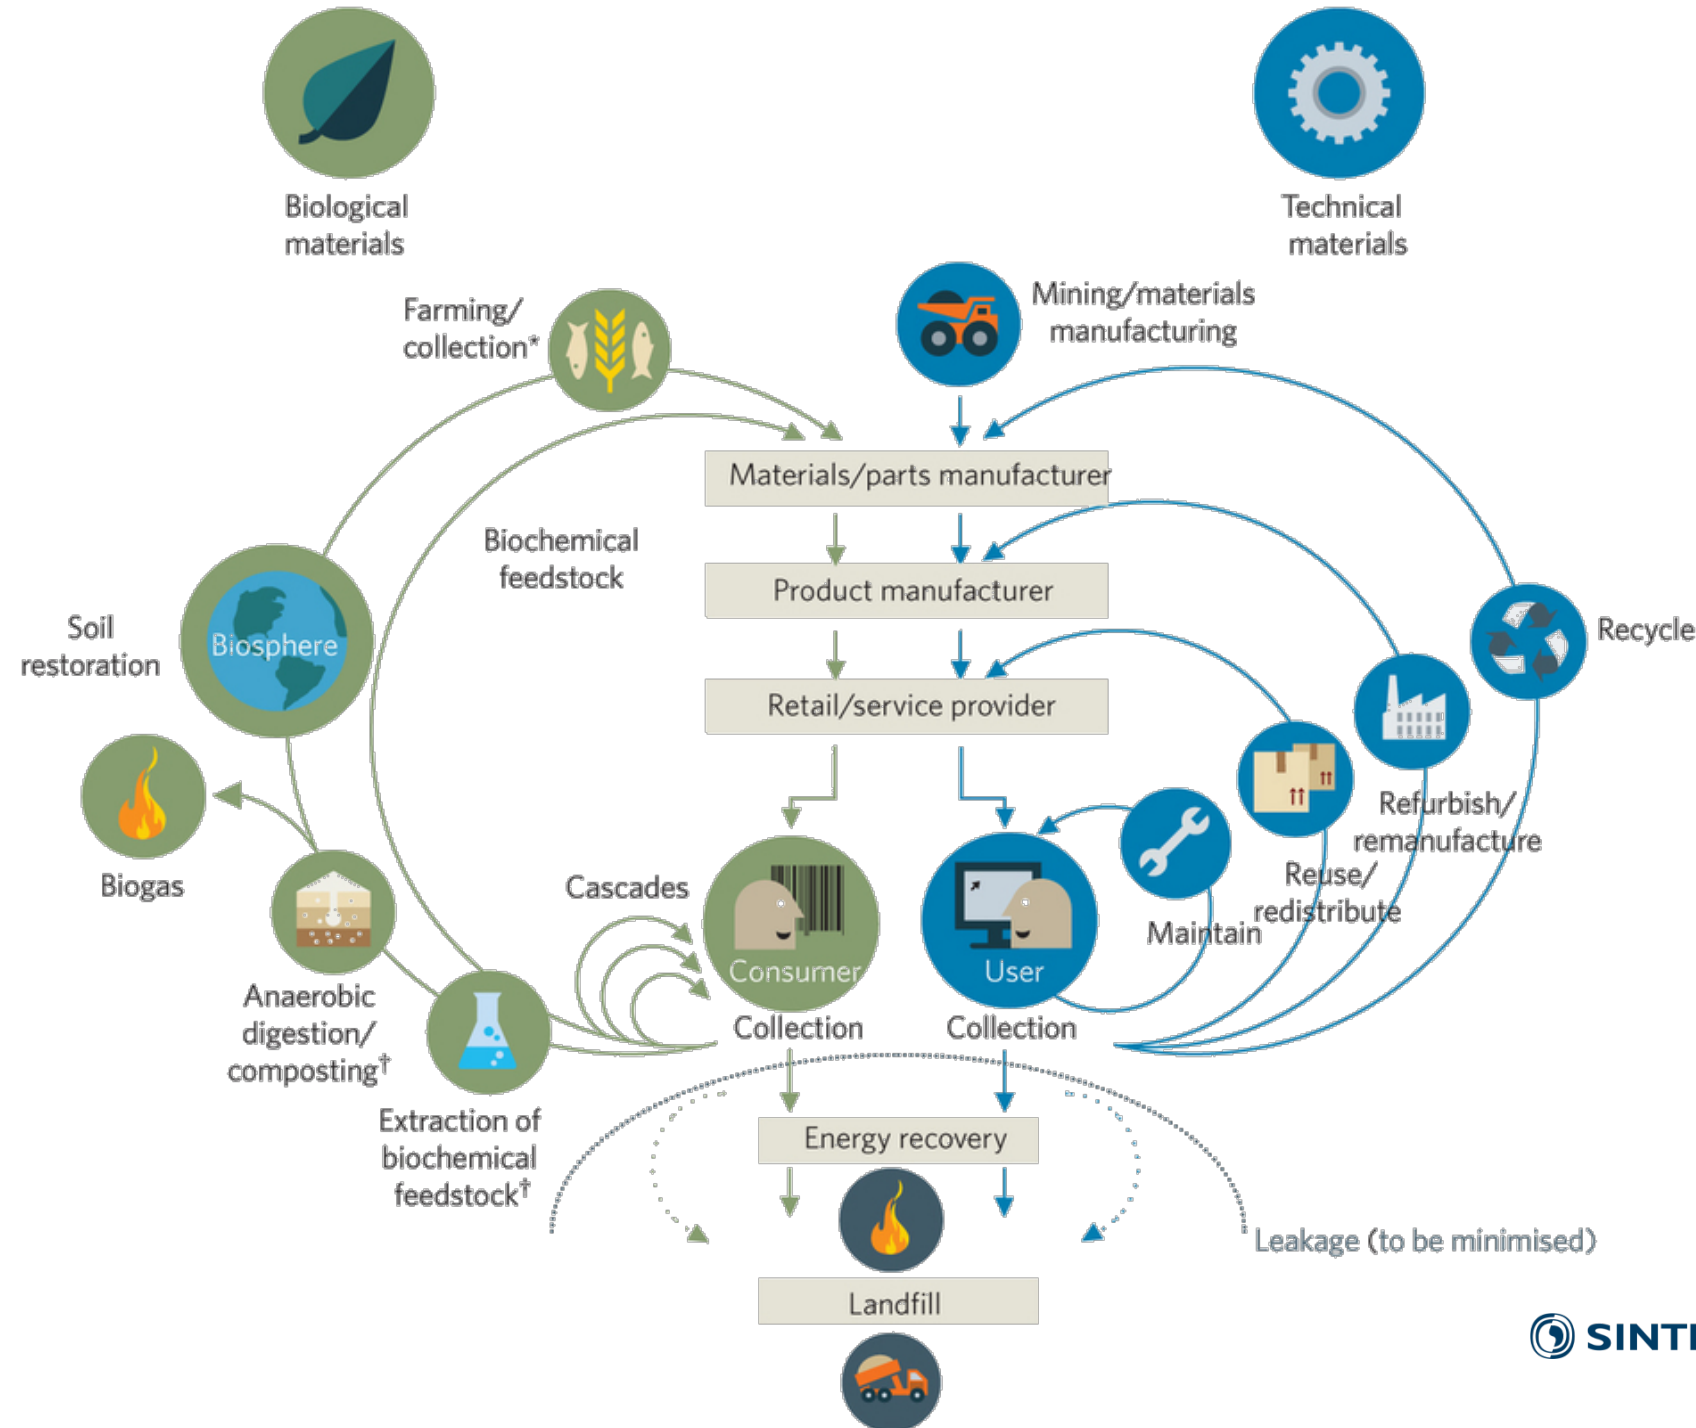 Biological
materials
Technical
materials
Farming/
collection*
Mining/materials
manufacturing
Materials/parts manufacturer
Biochemical
feedstock
Product manufacturer
Soil
restoration
Biosphere
Recycle
Retail/service provider
Refurbish/
remanufacture
Biogas
Cascades
Reuse/
redistribute
Maintain
Consumer
User
Anaerobic
digestion/
composting†
Collection
Collection
Extraction of
biochemical
feedstock†
Energy recovery
Leakage (to be minimised)
Landfill